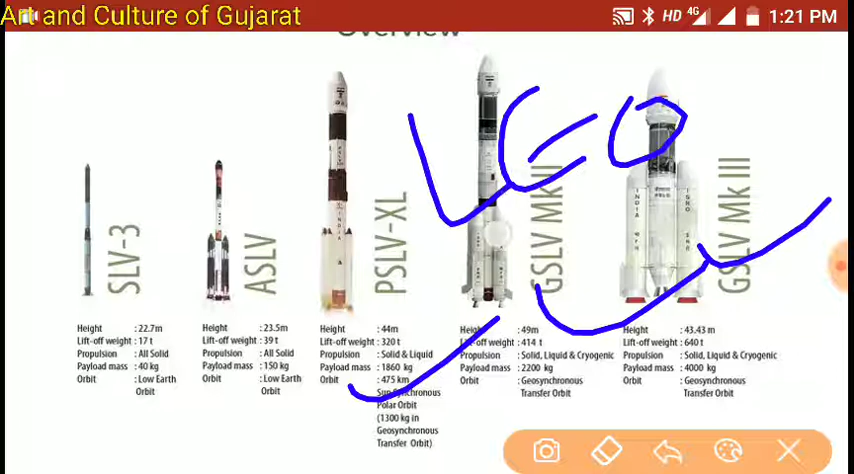 Art and Culture of Gujarat
HD 4G 1:21 PM
Overview
LEO
SLV-3
ASLV
PSLV-XL
GSLV MK II
GSLV Mk III
Height : 22.7m
Lift-off weight : 17 t
Propulsion : All Solid
Payload mass : 40 kg
Orbit : Low Earth
Orbit
Height : 23.5m
Lift-off weight : 39 t
Propulsion : All Solid
Payload mass : 150 kg
Orbit : Low Earth
Orbit
Height : 44m
Lift-off weight : 320 t
Propulsion : Solid & Liquid
Payload mass : 1860 kg
Orbit : 475 km
Sun Synchronous
Polar Orbit
(1300 kg in
Geosynchronous
Transfer Orbit)
Height : 49m
Lift-off weight : 414 t
Propulsion : Solid, Liquid & Cryogenic
Payload mass : 2200 kg
Orbit : Geosynchronous
Transfer Orbit
Height : 43.43 m
Lift-off weight : 640 t
Propulsion : Solid, Liquid & Cryogenic
Payload mass : 4000 kg
Orbit : Geosynchronous
Transfer Orbit